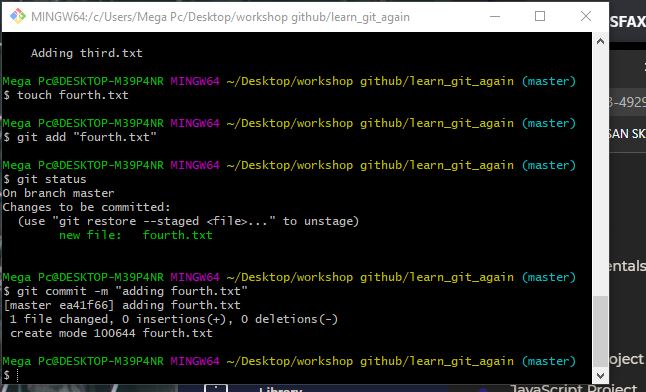 MINGW64:/c/Users/Mega Pc/Desktop/workshop github/learn_git_again
Adding third.txt
Mega Pc@DESKTOP-M39P4NR MINGW64 ~/Desktop/workshop github/learn_git_again (master)
$ touch fourth.txt
Mega Pc@DESKTOP-M39P4NR MINGW64 ~/Desktop/workshop github/learn_git_again (master)
$ git add "fourth.txt"
Mega Pc@DESKTOP-M39P4NR MINGW64 ~/Desktop/workshop github/learn_git_again (master)
$ git status
On branch master
Changes to be committed:
(use "git restore --staged <file>..." to unstage)
new file: fourth.txt
Mega Pc@DESKTOP-M39P4NR MINGW64 ~/Desktop/workshop github/learn_git_again (master)
$ git commit -m "adding fourth.txt"
[master ea41f66] adding fourth.txt
1 file changed, 0 insertions(+), 0 deletions(-)
create mode 100644 fourth.txt
Mega Pc@DESKTOP-M39P4NR MINGW64 ~/Desktop/workshop github/learn_git_again (master)
$
SFAX
3-4929
SAN SK
entals
oject
JavaScript Project
Library